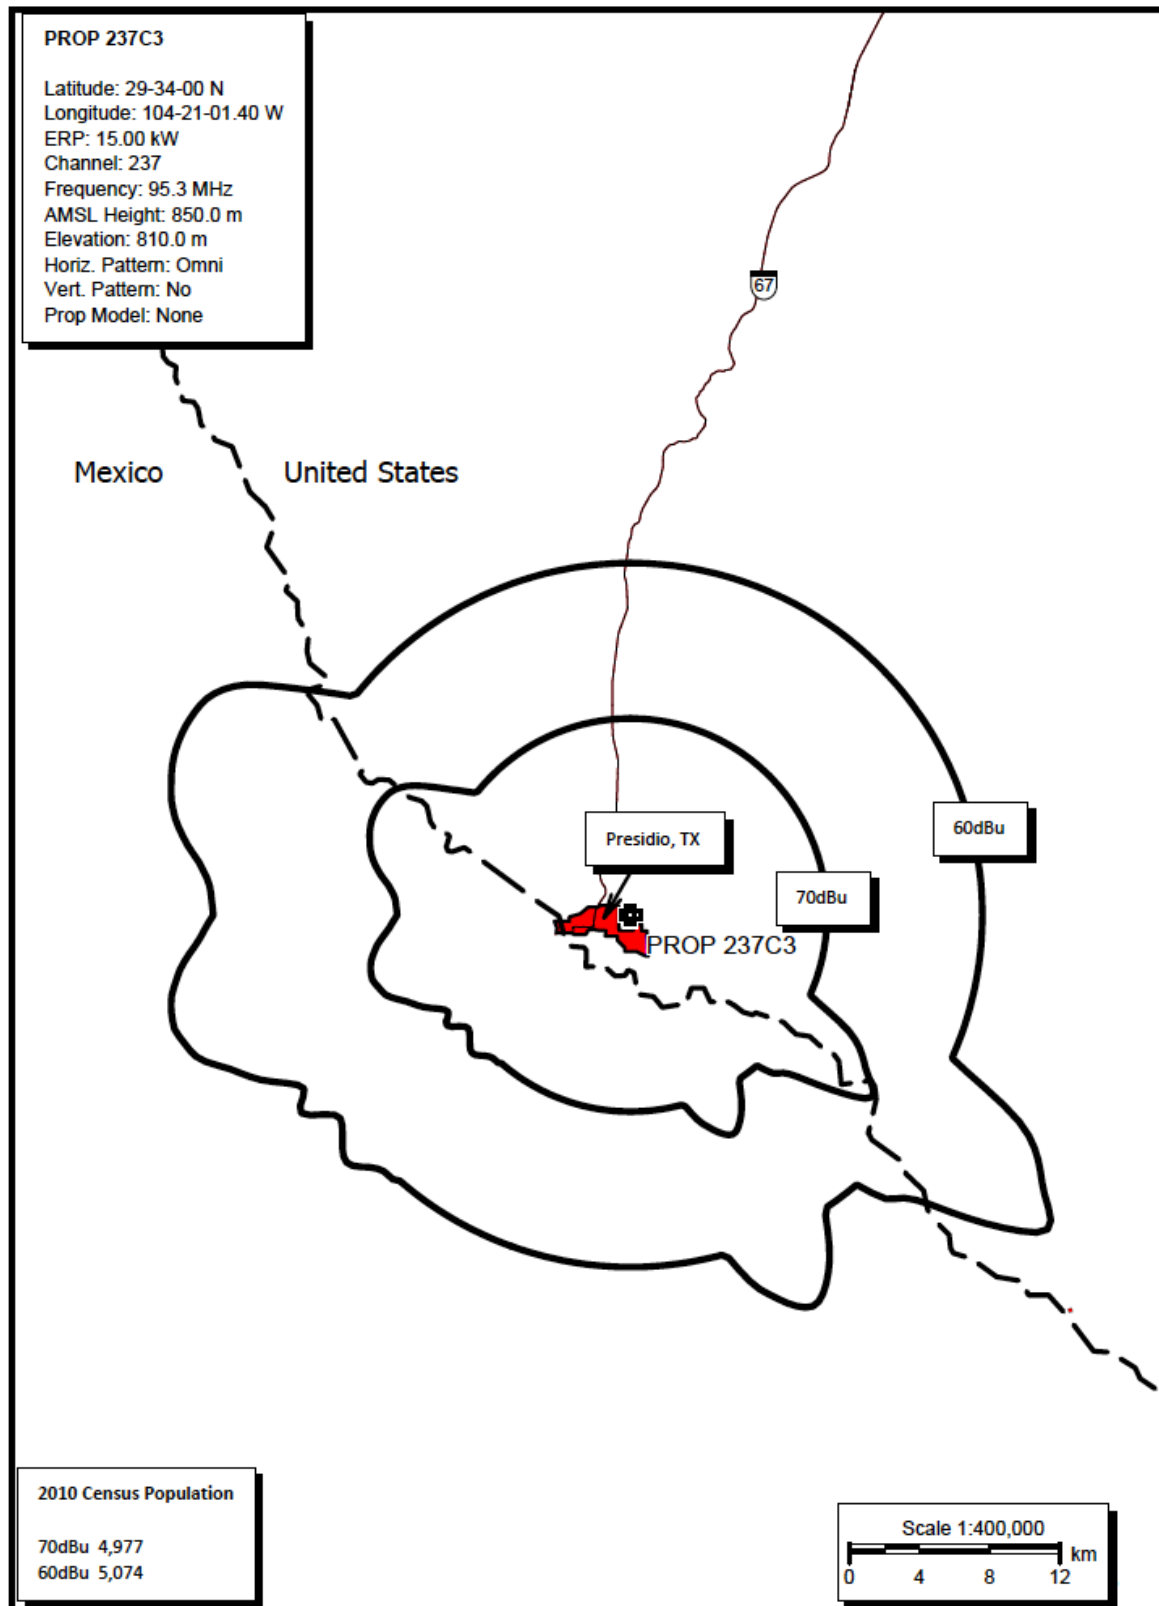 PROP 237C3
Latitude: 29-34-00 N
Longitude: 104-21-01.40 W
ERP: 15.00 kW
Channel: 237
Frequency: 95.3 MHz
AMSL Height: 850.0 m
Elevation: 810.0 m
Horiz. Pattern: Omni
Vert. Pattern: No
Prop Model: None
67
Mexico
United States
60dBu
Presidio, TX
70dBu
PROP 237C3
2010 Census Population
70dBu 4,977
60dBu 5,074
Scale 1:400,000
km
0 4 8 12